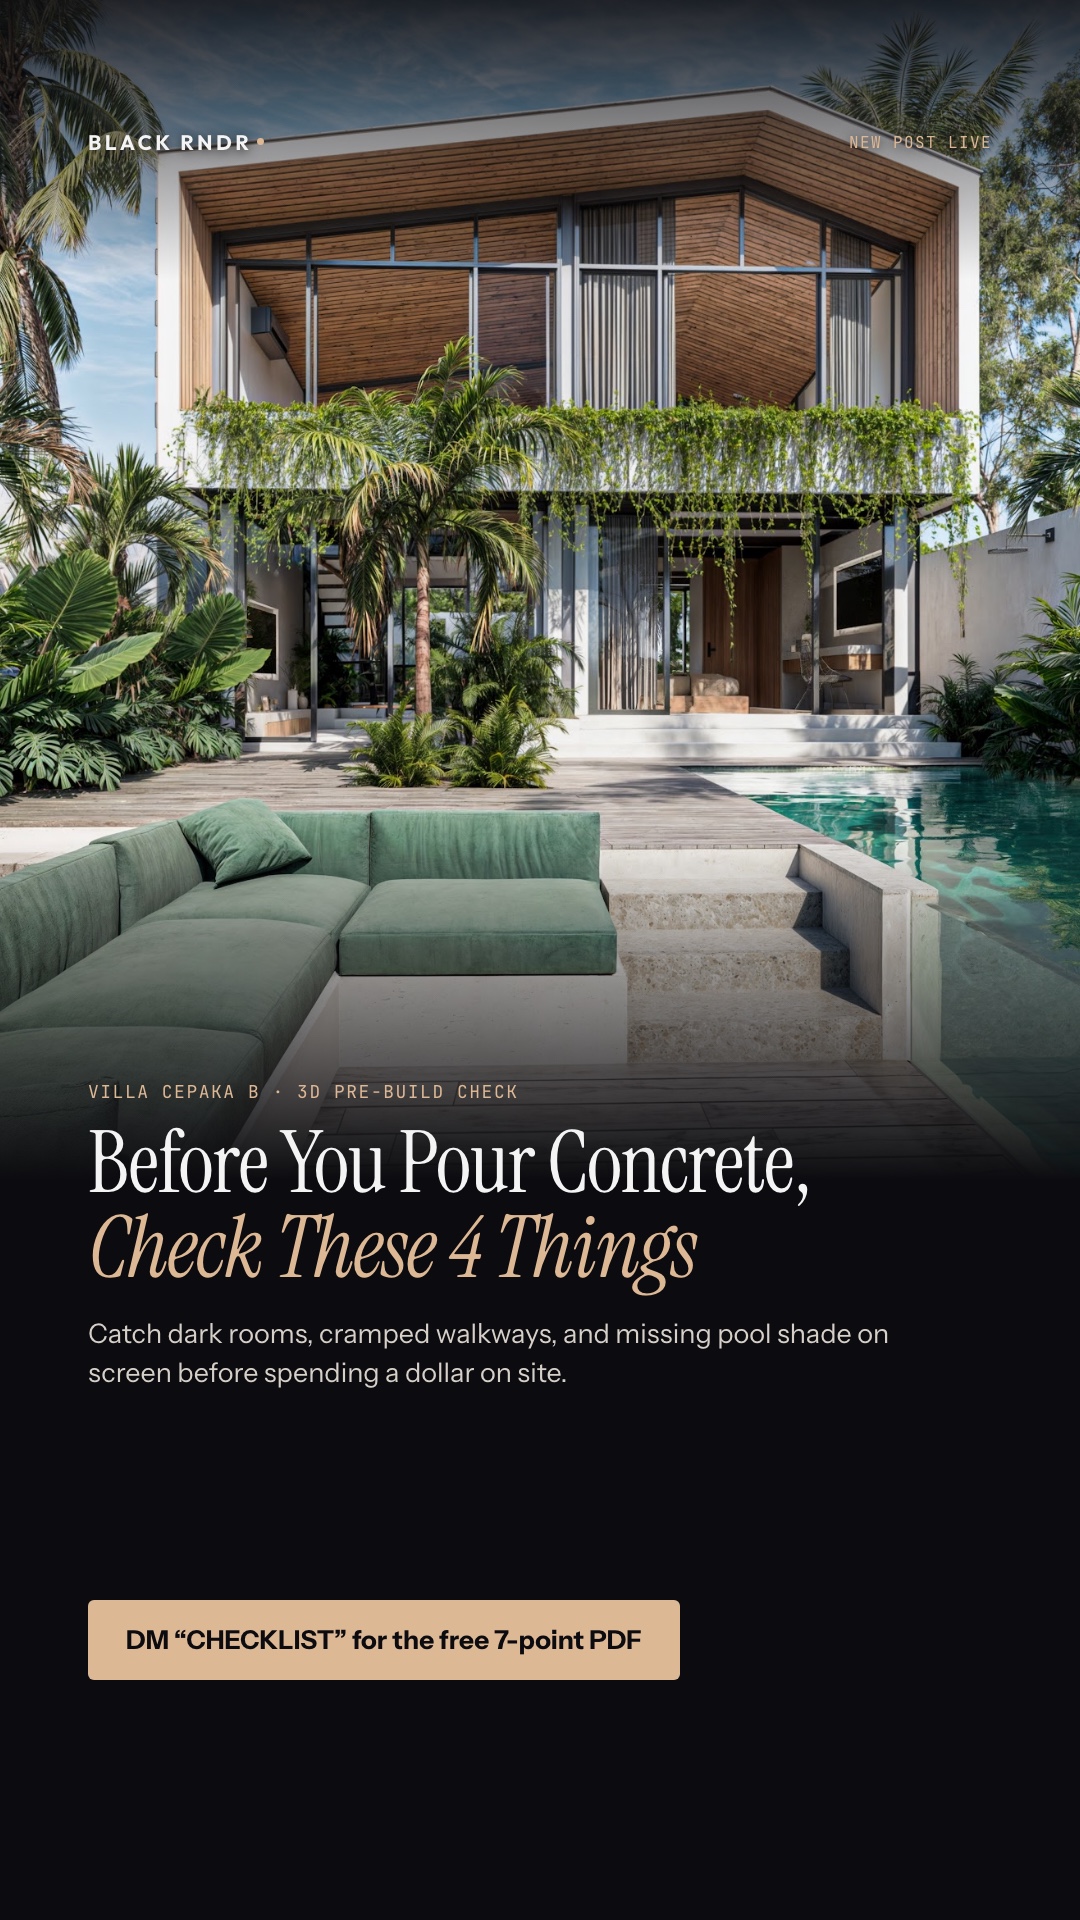 BLACK RNDR
NEW POST LIVE
VILLA CEPAKA B · 3D PRE-BUILD CHECK
Before You Pour Concrete,
Check These 4 Things
Catch dark rooms, cramped walkways, and missing pool shade on
screen before spending a dollar on site.
DM “CHECKLIST” for the free 7-point PDF